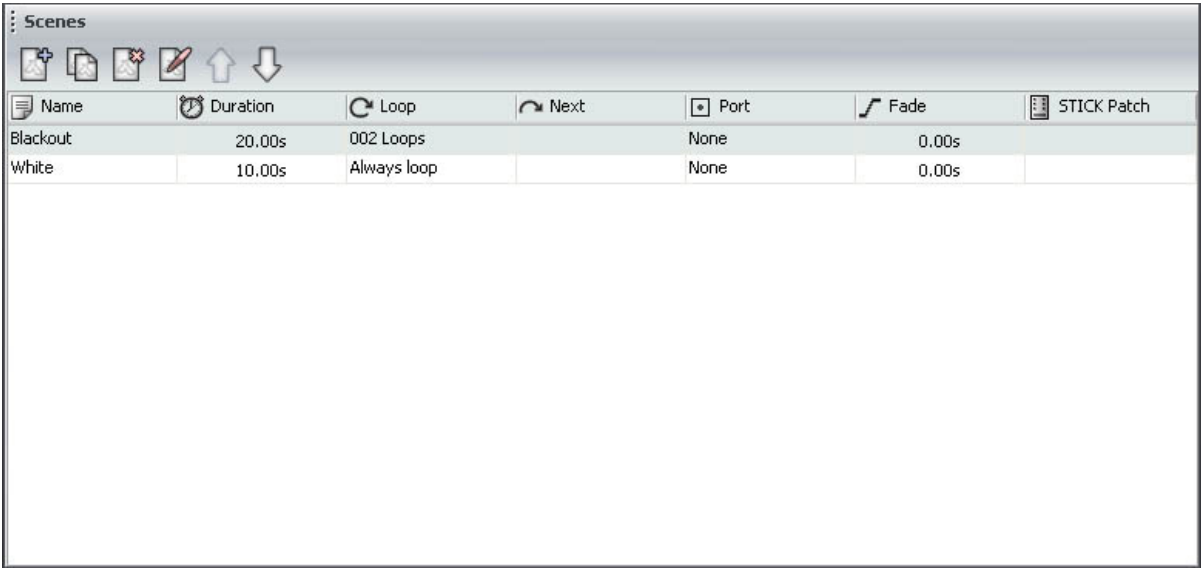 Scenes
Name Duration Loop Next Port Fade STICK Patch
Blackout 20.00s 002 Loops None 0.00s
White 10.00s Always loop None 0.00s